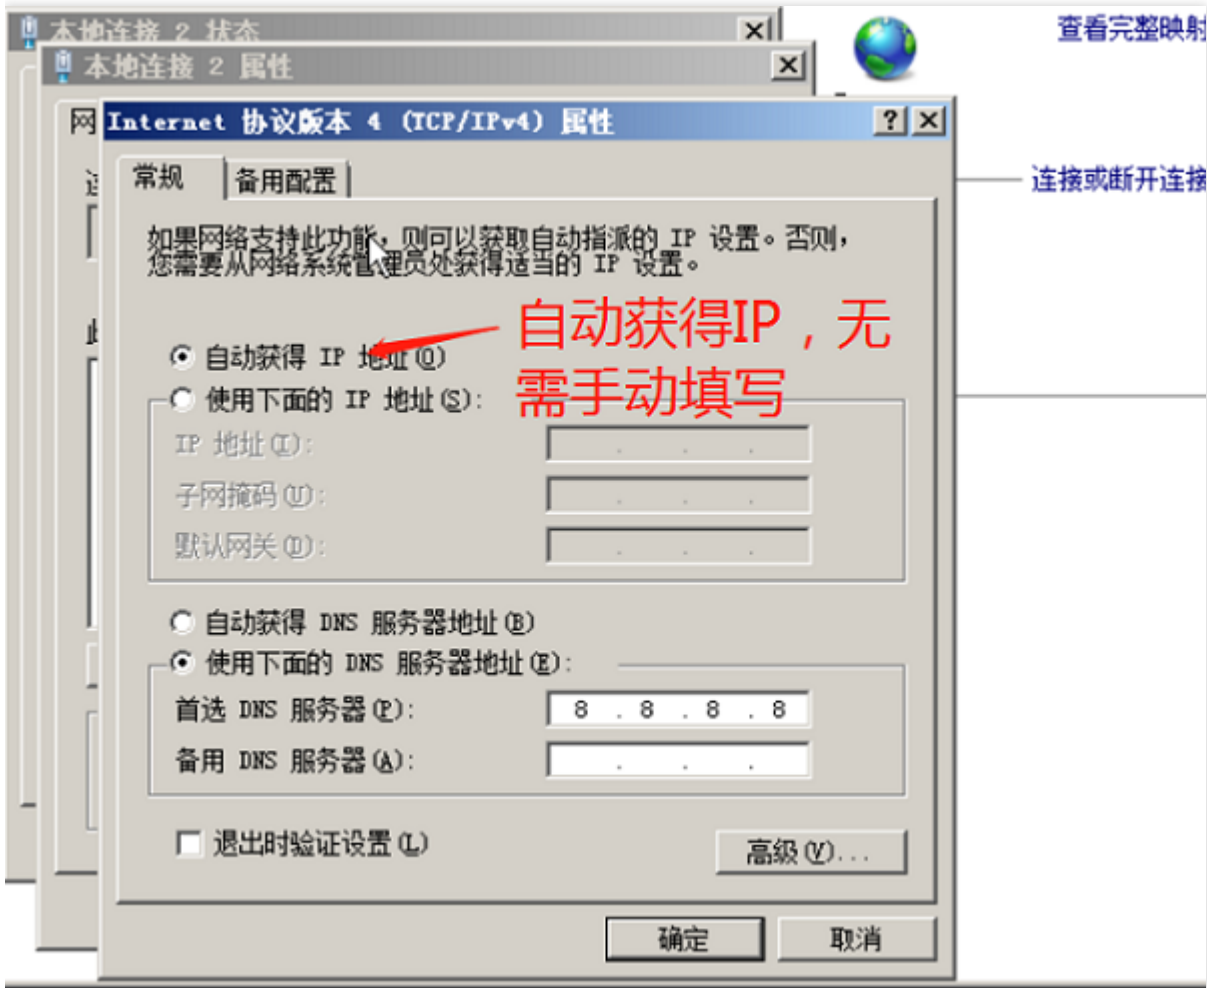 本地连接 2 状态
查看完整映射
本地连接 2 属性
网
Internet 协议版本 4 (TCP/IPv4) 属性
常规
备用配置
连接或断开连接
如果网络支持此功能，则可以获取自动指派的 IP 设置。否则，
您需要从网络系统管理员处获得适当的 IP 设置。
自动获得IP，无
需手动填写
自动获得 IP 地址(O)
使用下面的 IP 地址(S):
IP 地址(I):
子网掩码(U):
默认网关(D):
自动获得 DNS 服务器地址(B)
使用下面的 DNS 服务器地址(E):
首选 DNS 服务器(P):
8 . 8 . 8 . 8
备用 DNS 服务器(A):
退出时验证设置(L)
高级(V)...
确定
取消